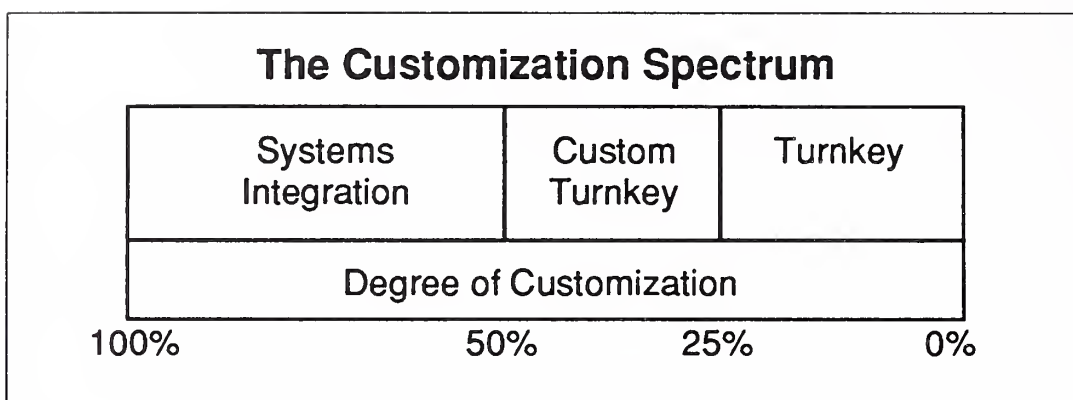 The Customization Spectrum
Systems
Integration
Custom
Turnkey
Turnkey
Degree of Customization
100%
50%
25%
0%